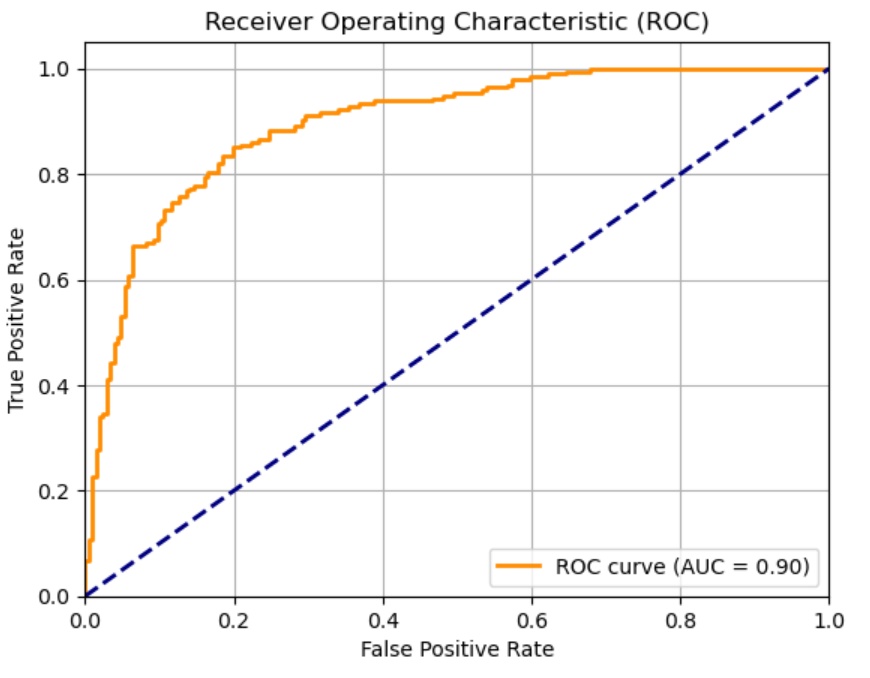 Receiver Operating Characteristic (ROC)
1.0
0.8
0.6
0.4
0.2
0.0
True Positive Rate
ROC curve (AUC = 0.90)
0.0 0.2 0.4 0.6 0.8 1.0
False Positive Rate